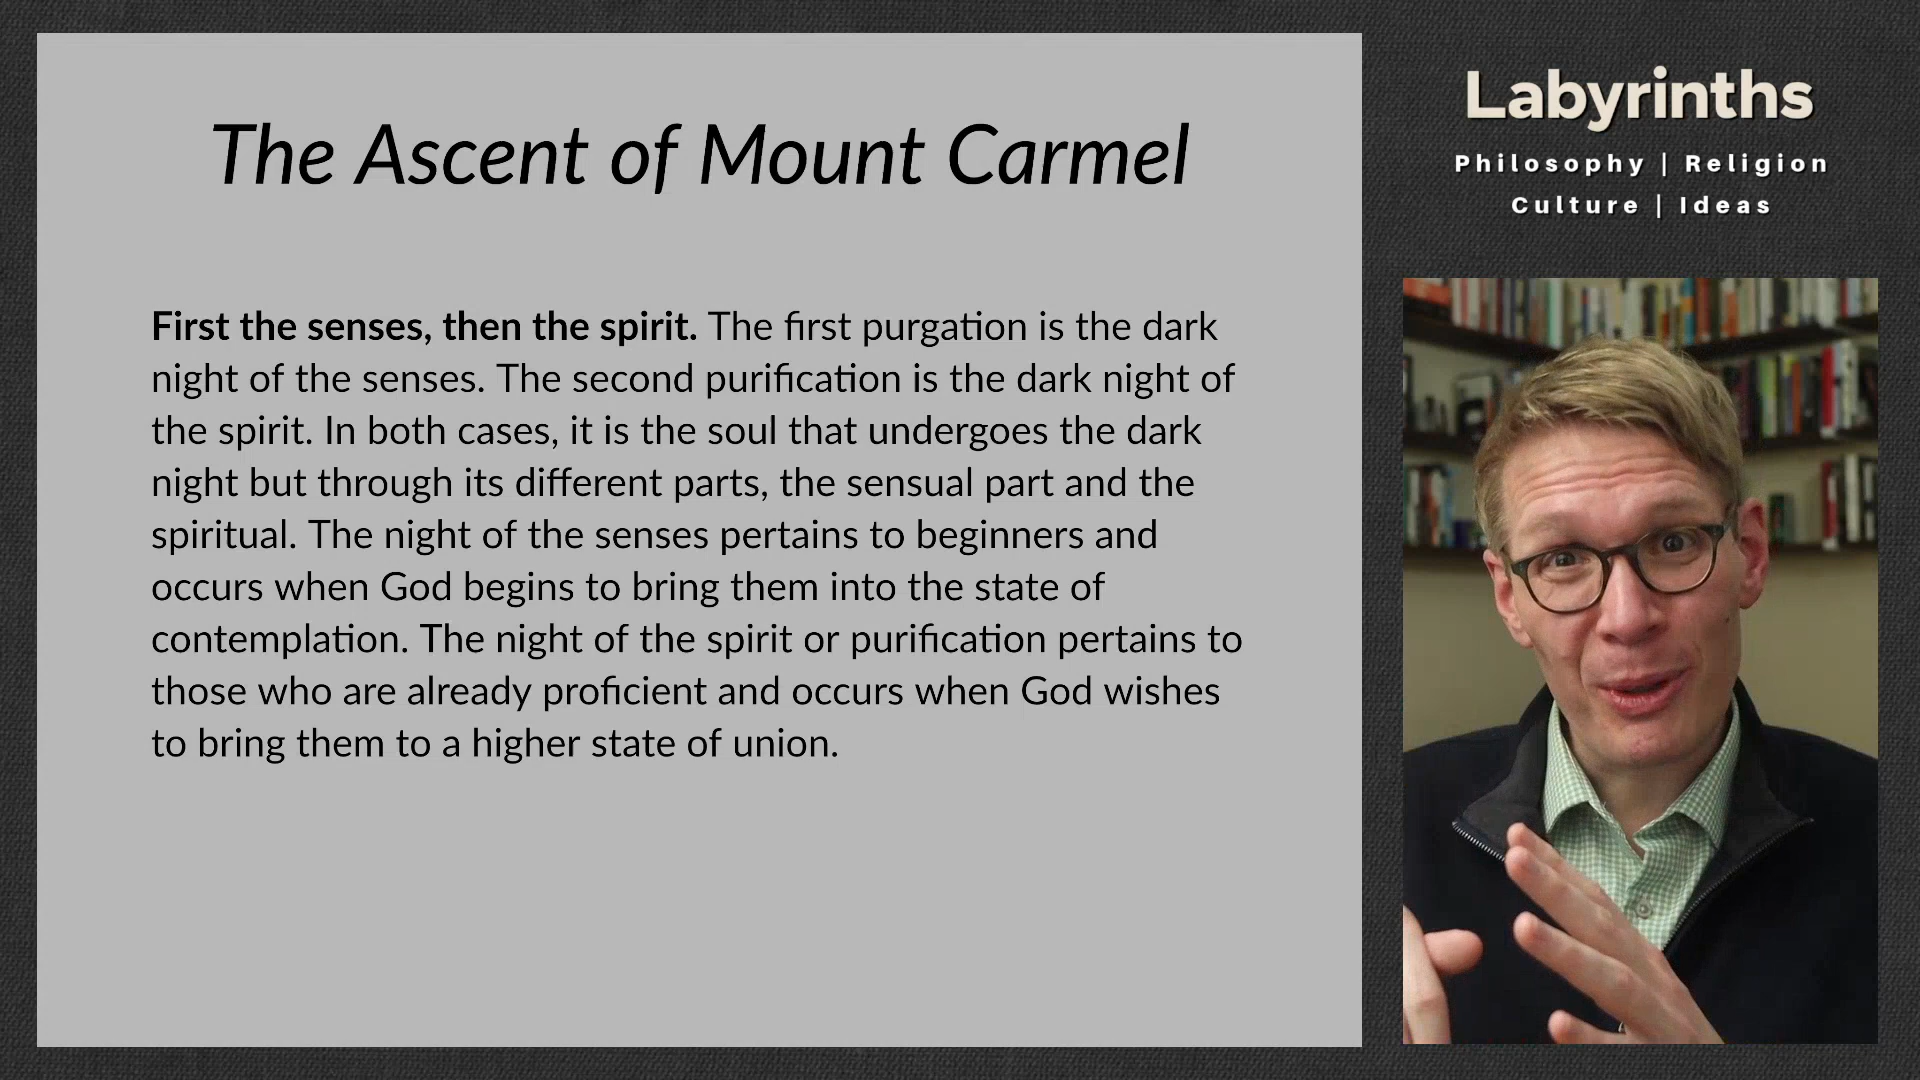 The Ascent of Mount Carmel
First the senses, then the spirit. The first purgation is the dark
night of the senses. The second purification is the dark night of
the spirit. In both cases, it is the soul that undergoes the dark
night but through its different parts, the sensual part and the
spiritual. The night of the senses pertains to beginners and
occurs when God begins to bring them into the state of
contemplation. The night of the spirit or purification pertains to
those who are already proficient and occurs when God wishes
to bring them to a higher state of union.
Labyrinths
Philosophy | Religion
Culture | Ideas